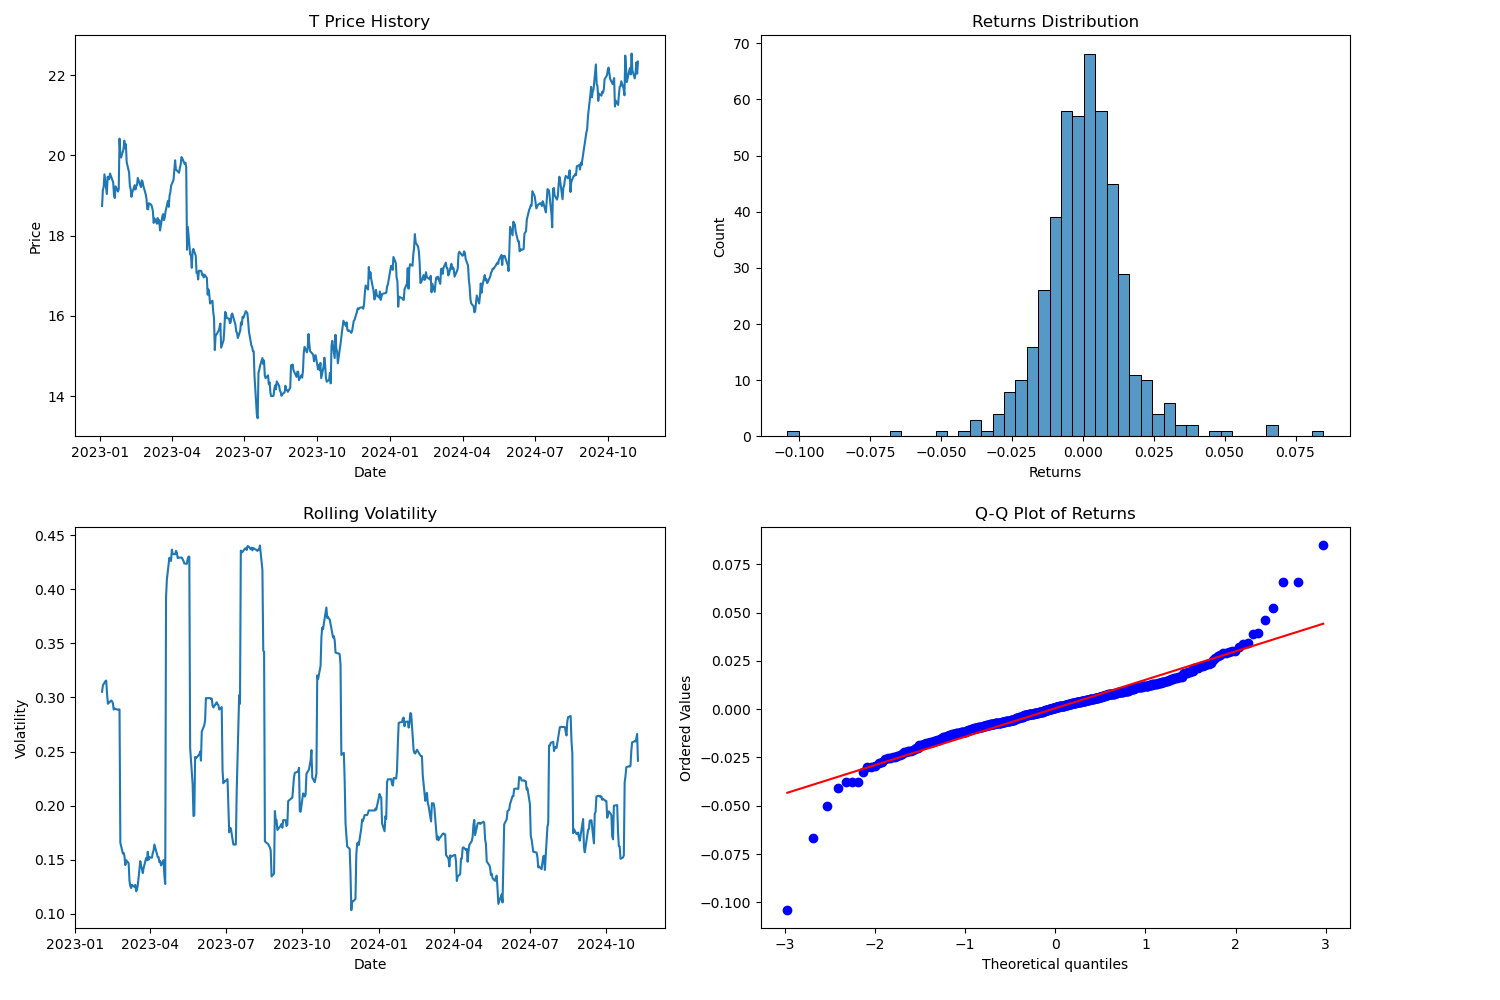 T Price History
Price
22
20
18
16
14
2023-01 2023-04 2023-07 2023-10 2024-01 2024-04 2024-07 2024-10
Date
Returns Distribution
Count
70
60
50
40
30
20
10
0
−0.100 −0.075 −0.050 −0.025 0.000 0.025 0.050 0.075
Returns
Rolling Volatility
Volatility
0.45
0.40
0.35
0.30
0.25
0.20
0.15
0.10
2023-01 2023-04 2023-07 2023-10 2024-01 2024-04 2024-07 2024-10
Date
Q-Q Plot of Returns
Ordered Values
0.075
0.050
0.025
0.000
−0.025
−0.050
−0.075
−0.100
−3 −2 −1 0 1 2 3
Theoretical quantiles